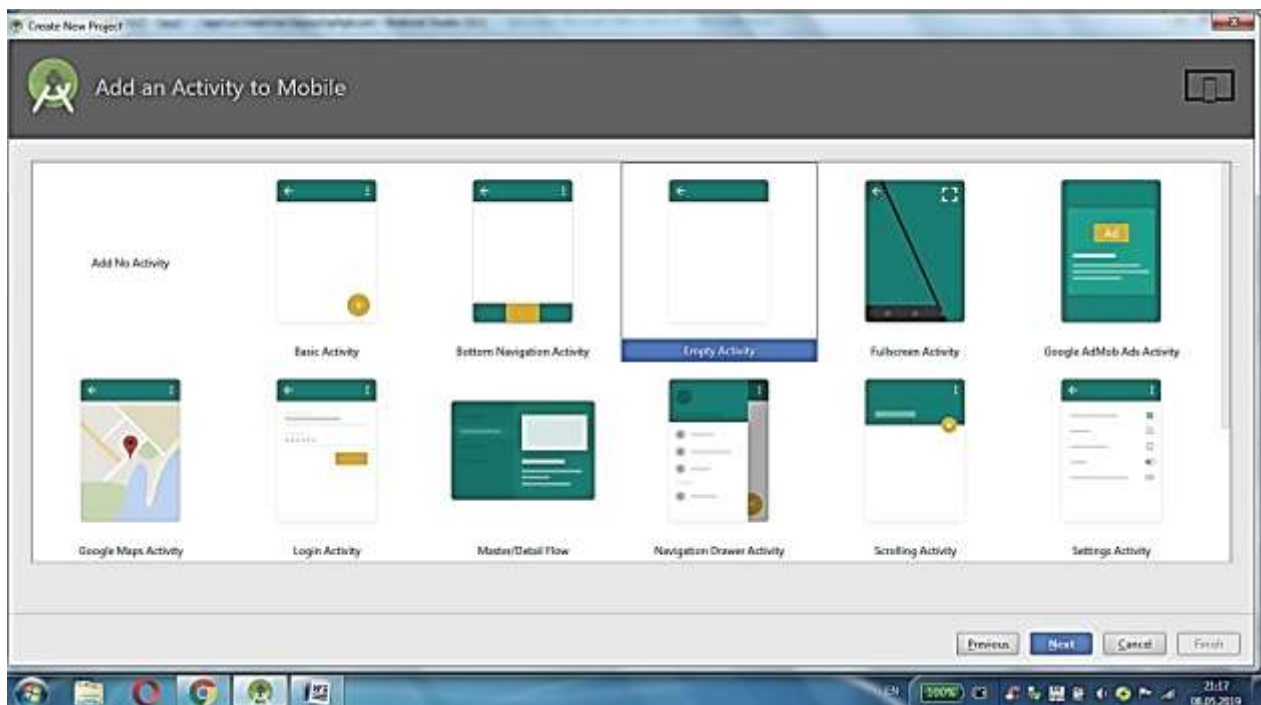 Create New Project
Add an Activity to Mobile
Add No Activity
Basic Activity
Bottom Navigation Activity
Empty Activity
Fullscreen Activity
Ad
Google AdMob Ads Activity
Google Maps Activity
Login Activity
Master/Detail Flow
Navigation Drawer Activity
Scrolling Activity
Settings Activity
Previous
Next
Cancel
Finish
EN
100%
21:17
08.05.2019